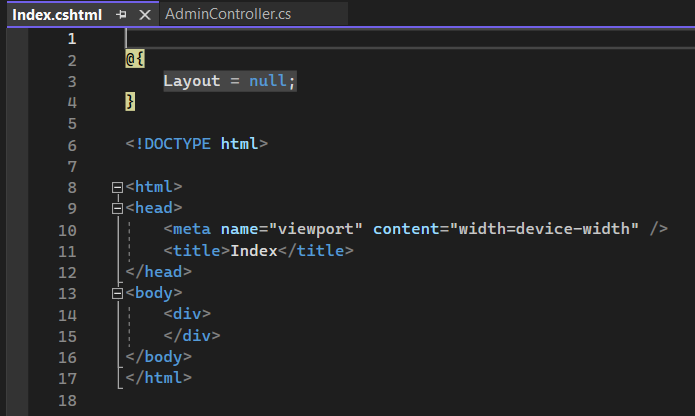 Index.cshtml AdminController.cs
1
2 @{
3 Layout = null;
4 }
5
6 <!DOCTYPE html>
7
8 <html>
9 <head>
10 <meta name="viewport" content="width=device-width" />
11 <title>Index</title>
12 </head>
13 <body>
14 <div>
15 </div>
16 </body>
17 </html>
18